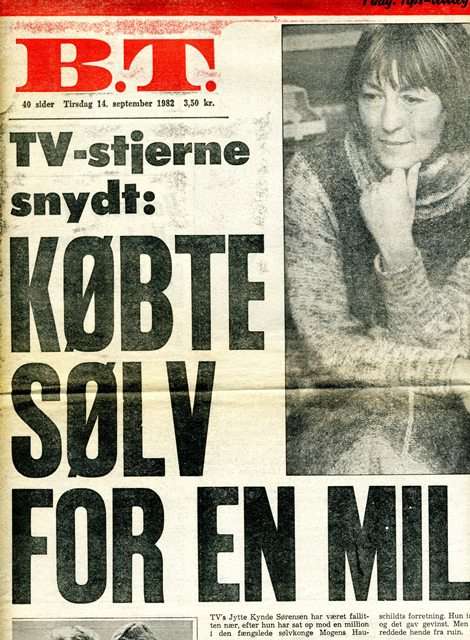 B.T.
40 sider Tirsdag 14. september 1982 3,50 kr.
TV-stjerne
snydt:
KØBTE
SØLV
FOR EN MIL
TV's Jytte Kynde Sørensen har været fallit-
ten nær, efter hun har sat op mod en million
i den fængslede sølvkonge Mogens Hau-
schildts forretning. Hun i
og det gav gevinst. Men
reddede hende fra ruin